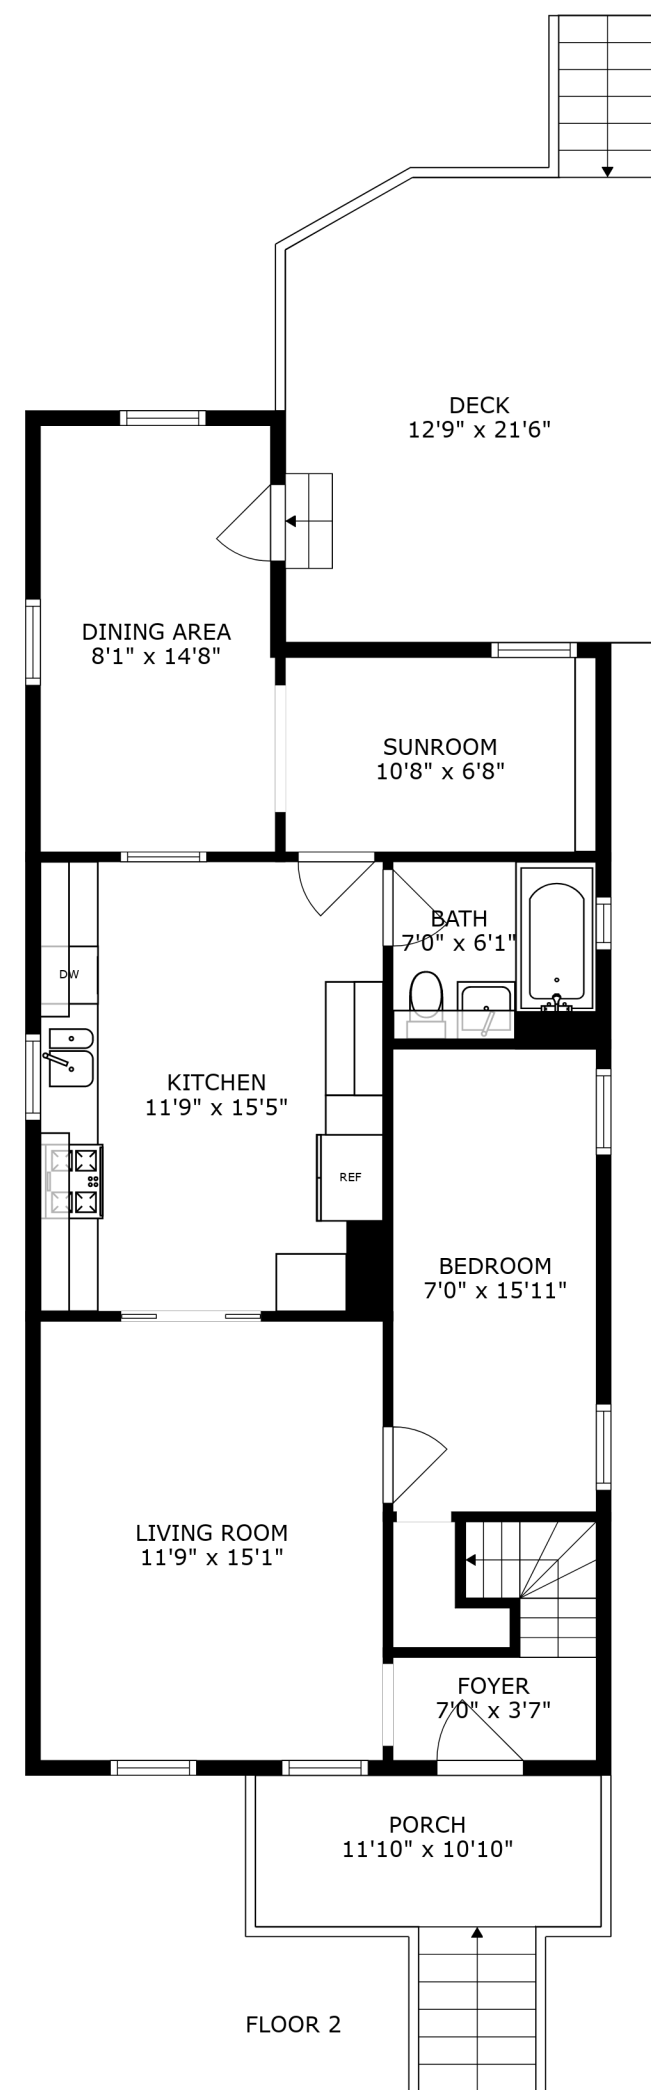 DECK
12'9" x 21'6"
DINING AREA
8'1" x 14'8"
SUNROOM
10'8" x 6'8"
BATH
7'0" x 6'1"
DW
KITCHEN
11'9" x 15'5"
REF
BEDROOM
7'0" x 15'11"
LIVING ROOM
11'9" x 15'1"
FOYER
7'0" x 3'7"
PORCH
11'10" x 10'10"
FLOOR 2